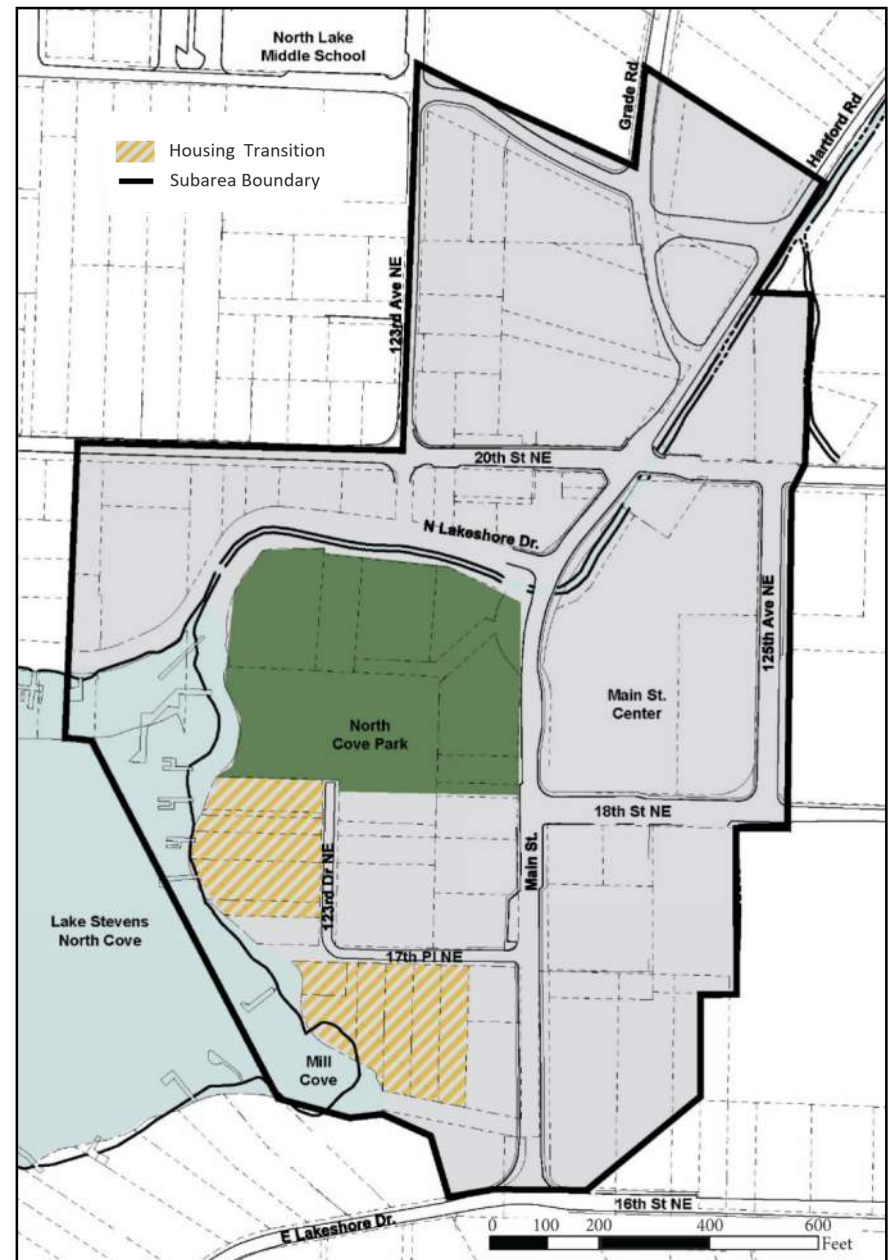 North Lake
Middle School
Grade Rd.
Hartford Rd
Housing Transition
Subarea Boundary
123rd Ave NE
20th St NE
N Lakeshore Dr.
125th Ave NE
Main St.
Center
North
Cove Park
18th St NE
Main St.
123rd Dr NE
Lake Stevens
North Cove
17th Pl NE
Mill
Cove
16th St NE
E Lakeshore Dr.
0 100 200 400 600
Feet